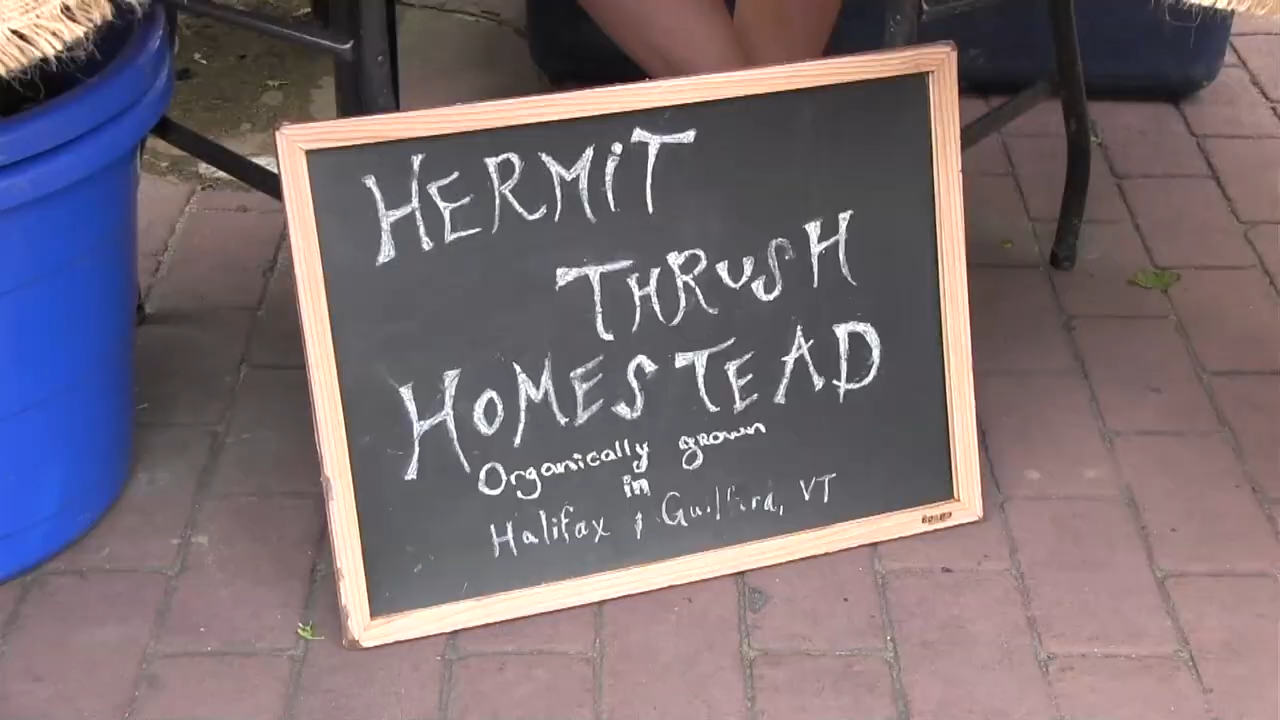 HERMiT
THRUSH
HOMESTEAD
Organically grown
in
Halifax & Guilford, VT